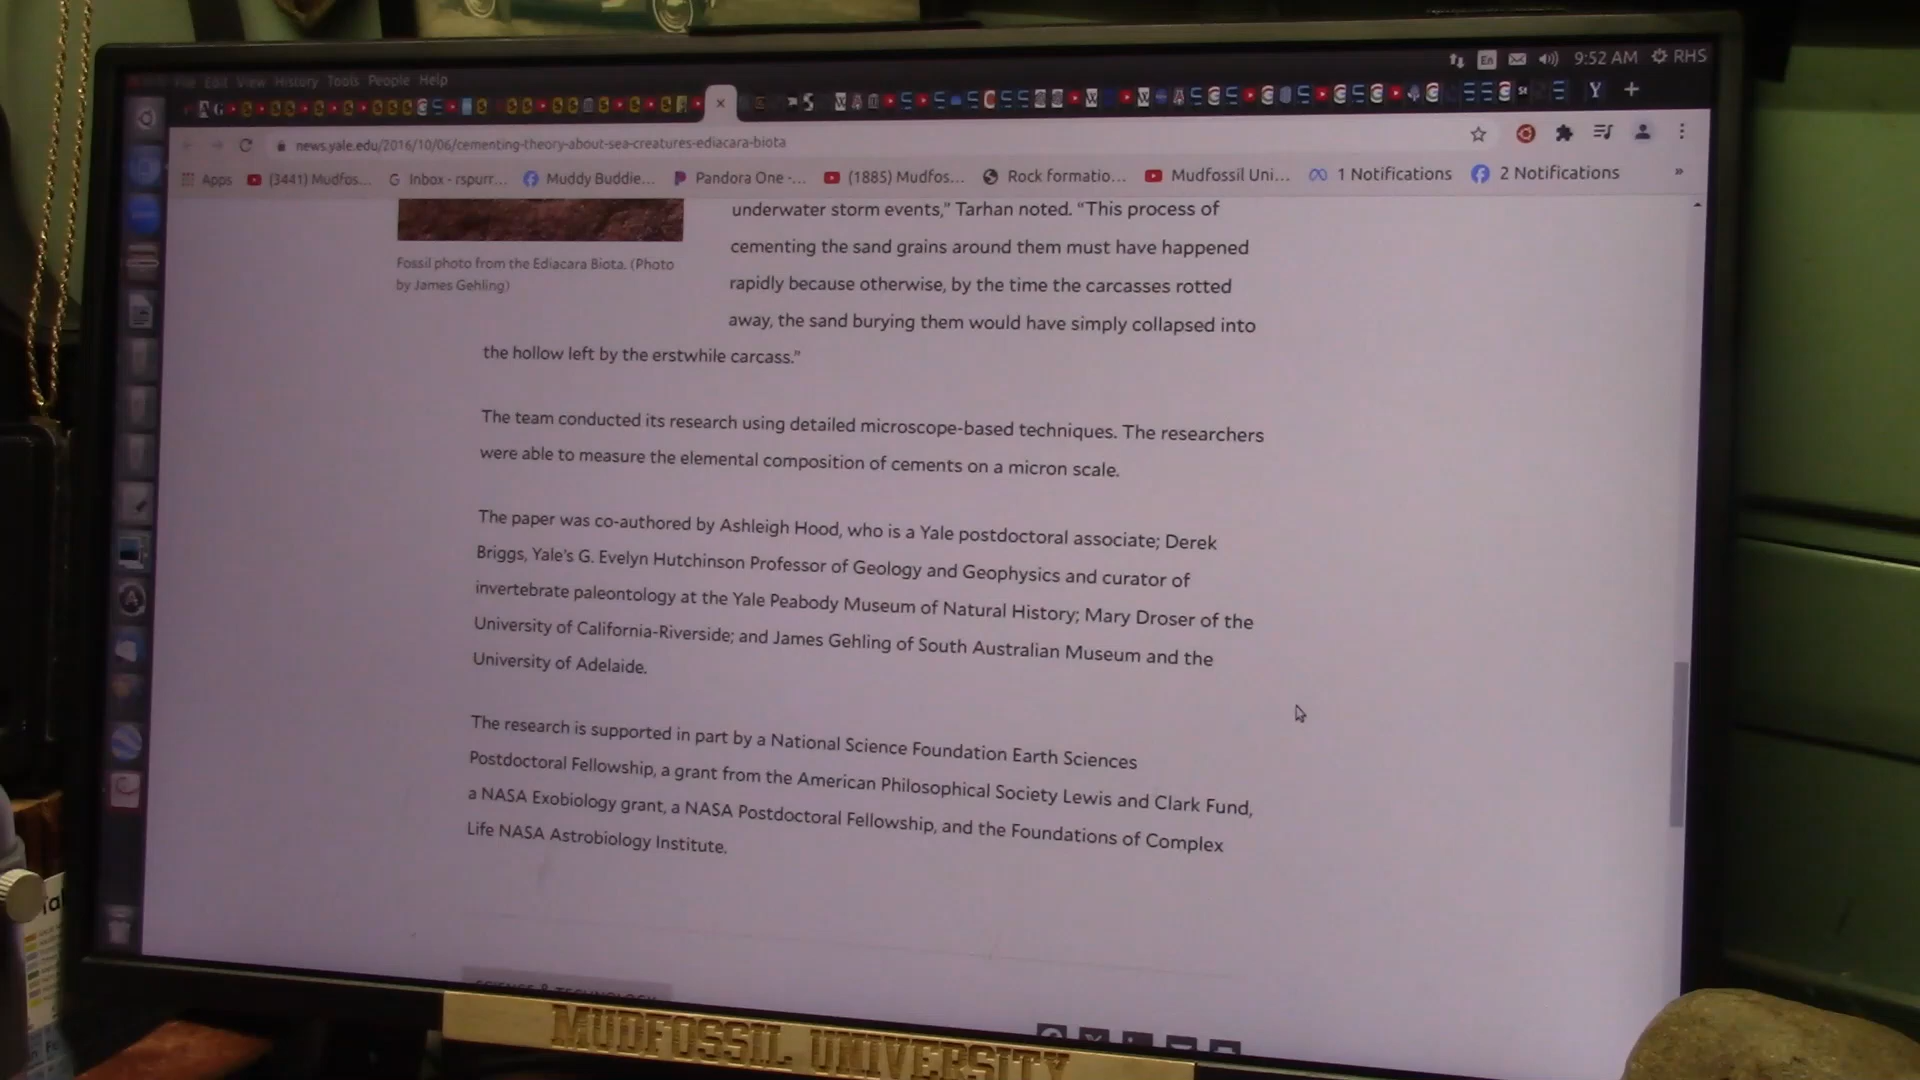 9:52 AM RHS
File Edit View History Tools People Help
news.yale.edu/2016/10/06/cementing-theory-about-sea-creatures-ediacara-biota
Apps (3441) Mudfos... Inbox - rspurr... Muddy Buddie... Pandora One -... (1885) Mudfos... Rock formatio... Mudfossil Uni... 1 Notifications 2 Notifications »
underwater storm events,” Tarhan noted. “This process of
cementing the sand grains around them must have happened
rapidly because otherwise, by the time the carcasses rotted
away, the sand burying them would have simply collapsed into
the hollow left by the erstwhile carcass.”
Fossil photo from the Ediacara Biota. (Photo
by James Gehling)
The team conducted its research using detailed microscope-based techniques. The researchers
were able to measure the elemental composition of cements on a micron scale.
The paper was co-authored by Ashleigh Hood, who is a Yale postdoctoral associate; Derek
Briggs, Yale’s G. Evelyn Hutchinson Professor of Geology and Geophysics and curator of
invertebrate paleontology at the Yale Peabody Museum of Natural History; Mary Droser of the
University of California-Riverside; and James Gehling of South Australian Museum and the
University of Adelaide.
The research is supported in part by a National Science Foundation Earth Sciences
Postdoctoral Fellowship, a grant from the American Philosophical Society Lewis and Clark Fund,
a NASA Exobiology grant, a NASA Postdoctoral Fellowship, and the Foundations of Complex
Life NASA Astrobiology Institute.
SCIENCE & TECHNOLOGY
MUDFOSSIL UNIVERSITY